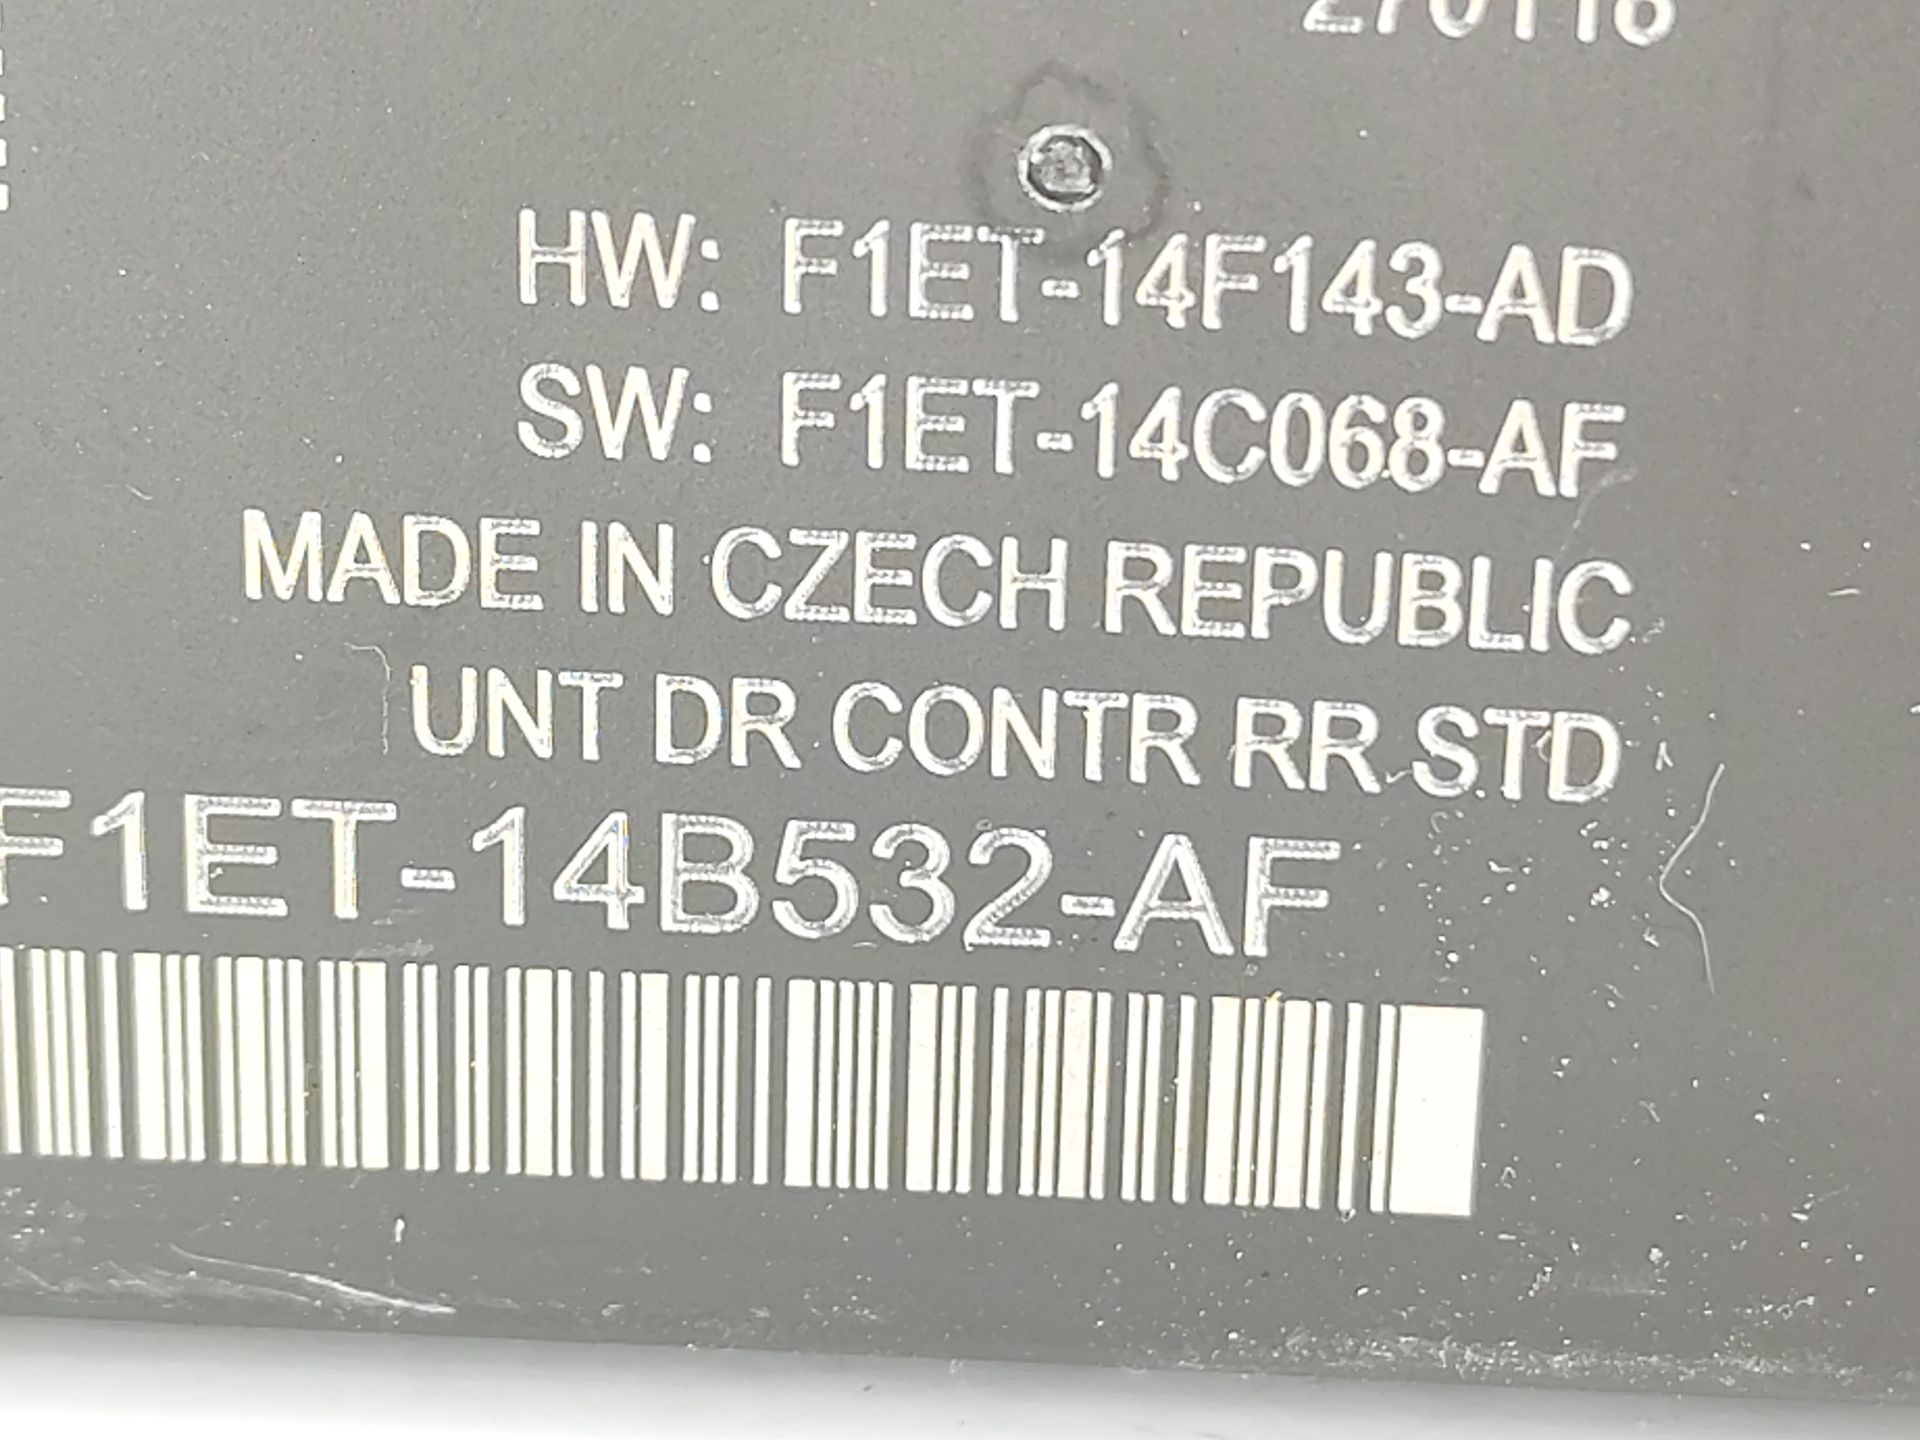 HW: F1ET-14F143-AD
SW: F1ET-14C068-AF
MADE IN CZECH REPUBLIC
UNT DR CONTR RR STD
F1ET-14B532-AF